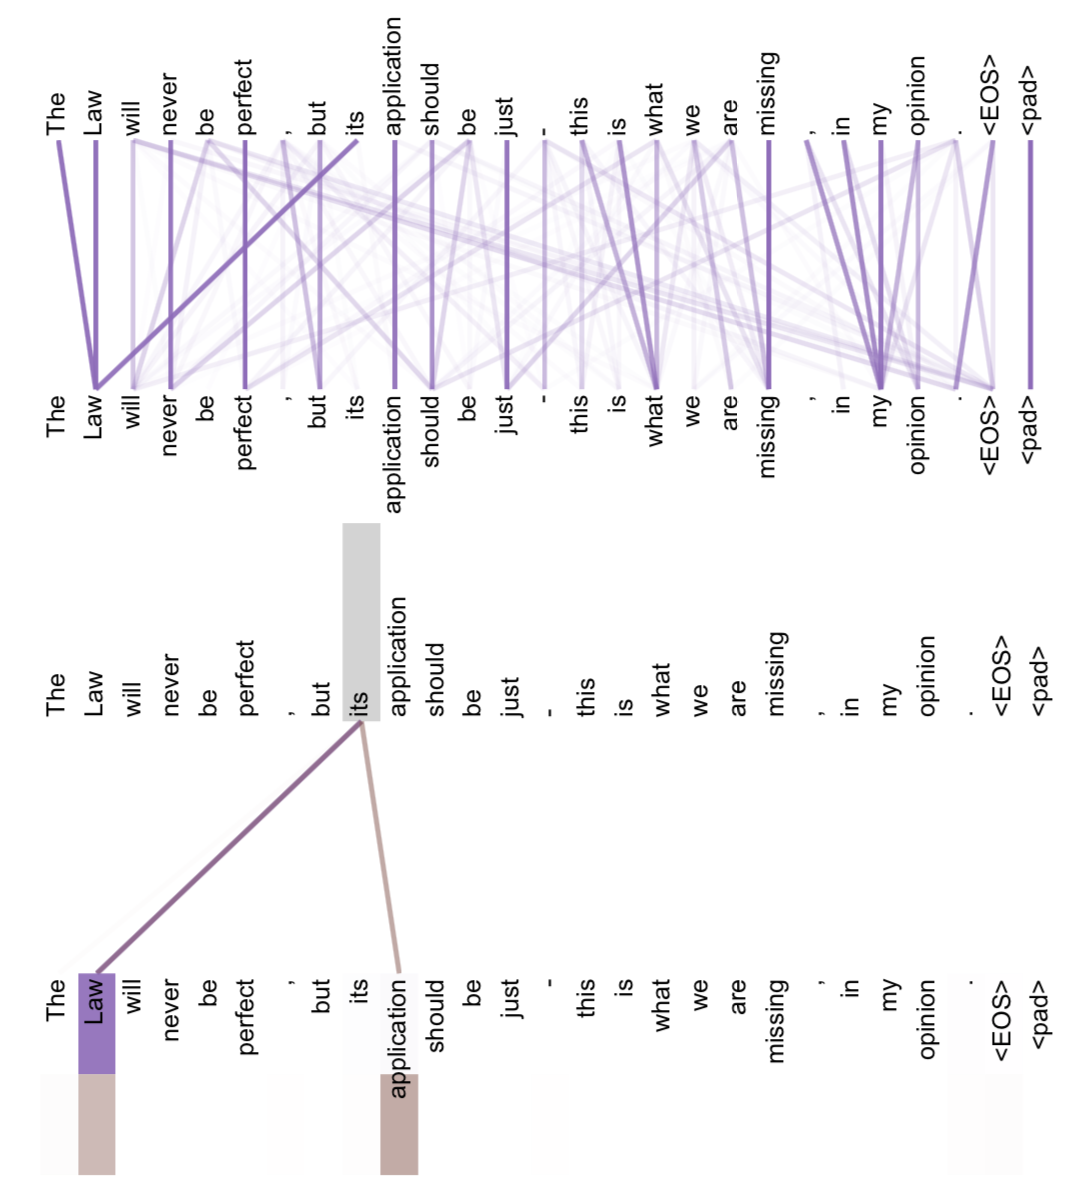 The Law will never be perfect , but its application should be just - this is what we are missing , in my opinion . <EOS> <pad>
The Law will never be perfect , but its application should be just - this is what we are missing , in my opinion . <EOS> <pad>
The Law will never be perfect , but its application should be just - this is what we are missing , in my opinion . <EOS> <pad>
The Law will never be perfect , but its application should be just - this is what we are missing , in my opinion . <EOS> <pad>